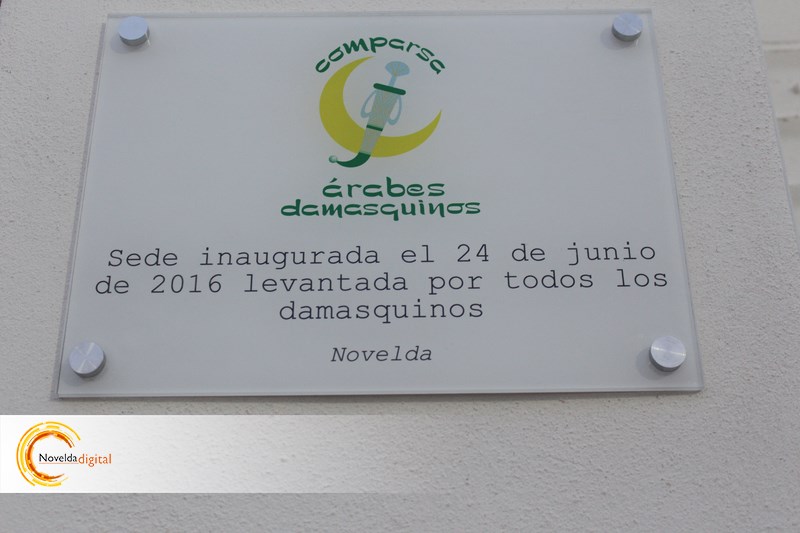 comparsa
árabes
damasquinos
Sede inaugurada el 24 de junio
de 2016 levantada por todos los
damasquinos
Novelda
Noveldadigital